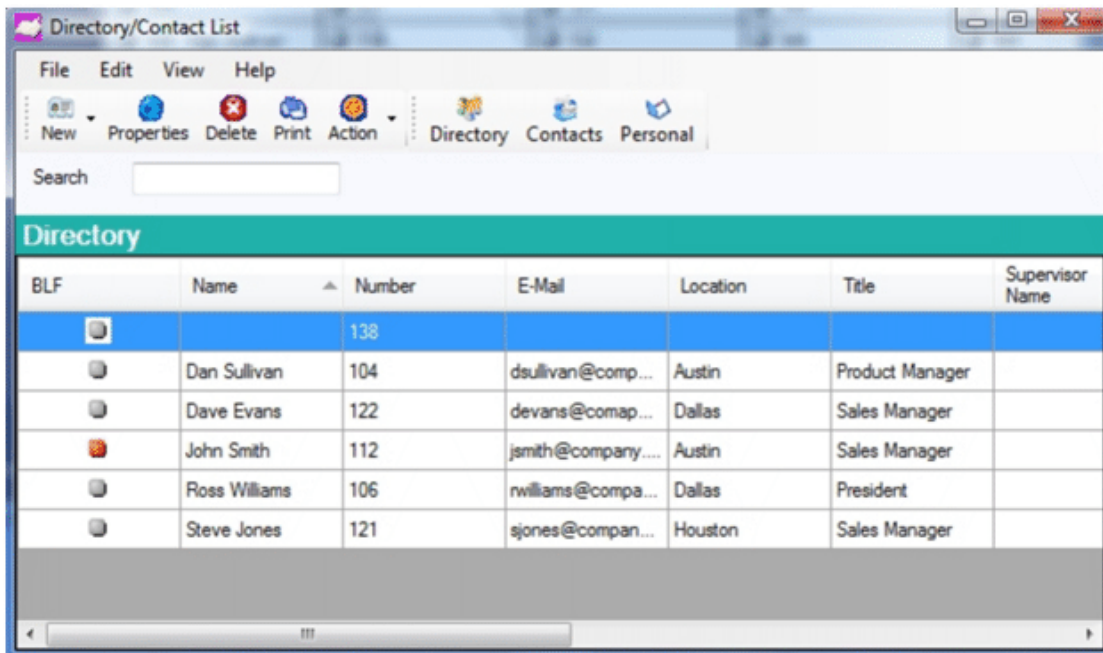 Directory/Contact List
File Edit View Help
New Properties Delete Print Action Directory Contacts Personal
Search
Directory
BLF Name Number E-Mail Location Title Supervisor Name
138
Dan Sullivan 104 dsullivan@comp... Austin Product Manager
Dave Evans 122 devans@comap... Dallas Sales Manager
John Smith 112 jsmith@company.... Austin Sales Manager
Ross Williams 106 rwilliams@compa... Dallas President
Steve Jones 121 sjones@compan... Houston Sales Manager